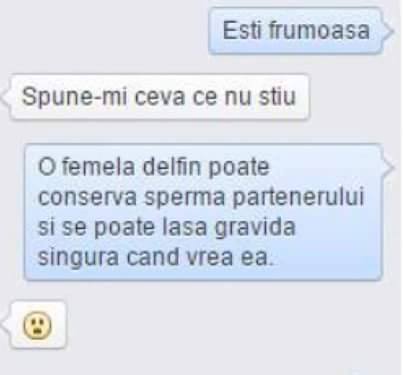 Esti frumoasa
Spune-mi ceva ce nu stiu
O femela delfin poate
conserva sperma partenerului
si se poate lasa gravida
singura cand vrea ea.